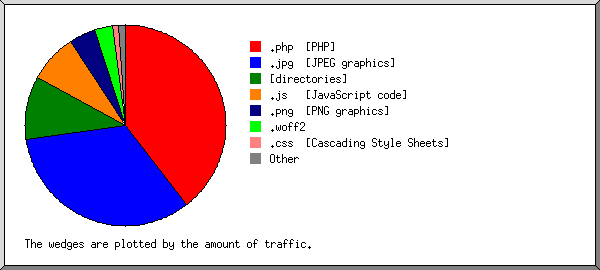 .php [PHP]
.jpg [JPEG graphics]
[directories]
.js [JavaScript code]
.png [PNG graphics]
.woff2
.css [Cascading Style Sheets]
Other
The wedges are plotted by the amount of traffic.